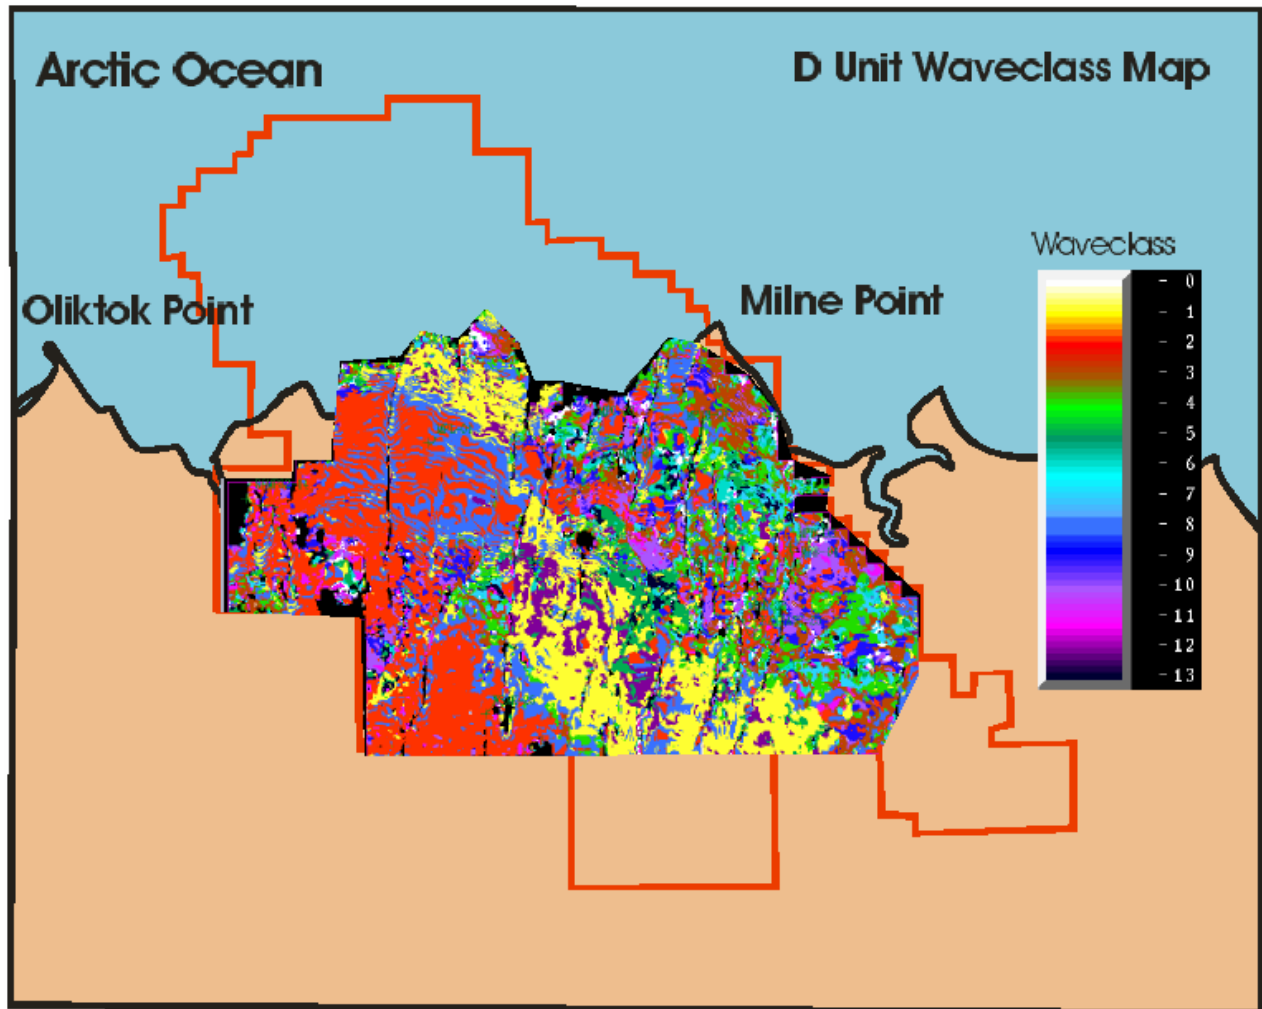 Arctic Ocean
D Unit Waveclass Map
Waveclass
Oliktok Point
Milne Point
- 0
- 1
- 2
- 3
- 4
- 5
- 6
- 7
- 8
- 9
- 10
- 11
- 12
- 13